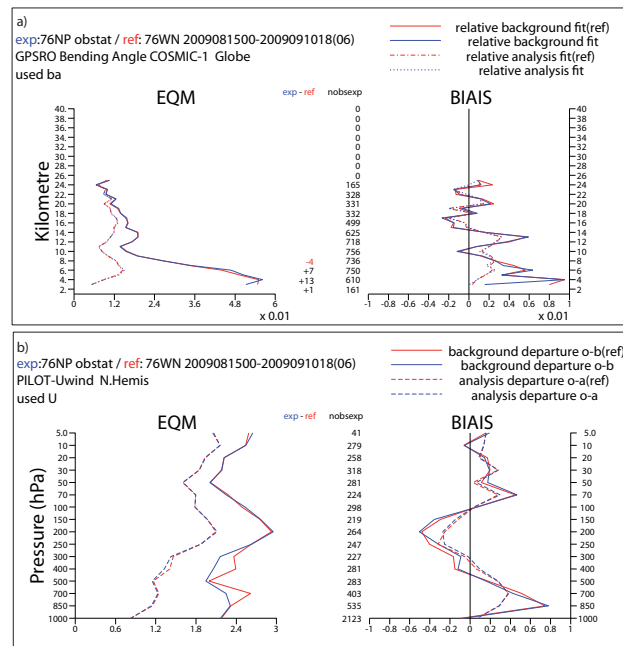 a)
exp:76NP obstat / ref: 76WN 2009081500-2009091018(06)
GPSRO Bending Angle COSMIC-1 Globe
used ba
relative background fit(ref)
relative background fit
relative analysis fit(ref)
relative analysis fit
EQM
exp - ref nobsexp
BIAIS
Kilometre
40.
38.
36.
34.
32.
30.
28.
26.
24.
22.
20.
18.
16.
14.
12.
10.
8.
6.
4.
2.
0
0
0
0
0
0
0
0
165
328
331
332
499
625
718
756
-4 736
+7 750
+13 610
+1 161
0 1.2 2.4 3.6 4.8 6
x 0.01
-1 -0.8 -0.6 -0.4 -0.2 0 0.2 0.4 0.6 0.8 1
x 0.01
b)
exp:76NP obstat / ref: 76WN 2009081500-2009091018(06)
PILOT-Uwind N.Hemis
used U
background departure o-b(ref)
background departure o-b
analysis departure o-a(ref)
analysis departure o-a
EQM
exp - ref nobsexp
BIAIS
Pressure (hPa)
5.0
10
20
30
50
70
100
150
200
250
300
400
500
700
850
1000
41
279
258
318
281
224
298
219
264
247
227
281
283
403
535
2123
0 0.6 1.2 1.8 2.4 3
-1 -0.8 -0.6 -0.4 -0.2 0 0.2 0.4 0.6 0.8 1